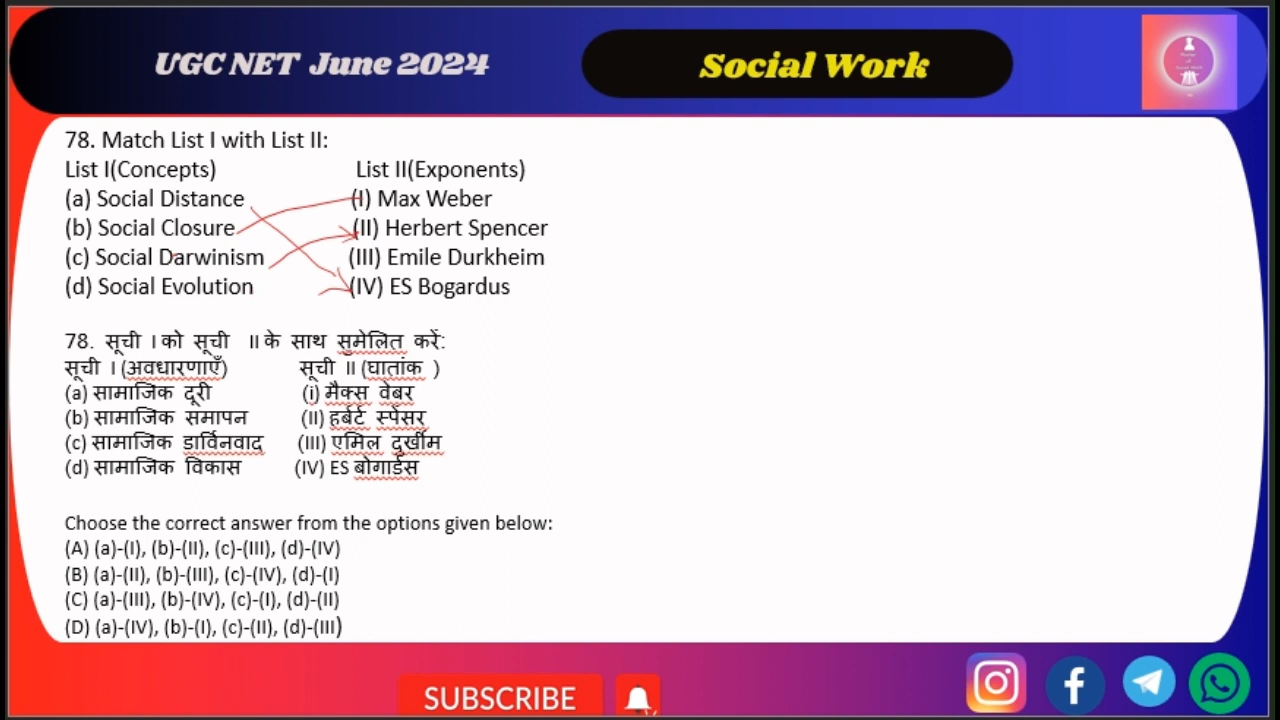 UGC NET June 2024
Social Work
78. Match List I with List II:
List I(Concepts) List II(Exponents)
(a) Social Distance (I) Max Weber
(b) Social Closure (II) Herbert Spencer
(c) Social Darwinism (III) Emile Durkheim
(d) Social Evolution (IV) ES Bogardus
78. सूची I को सूची II के साथ सुमेलित करें:
सूची I (अवधारणाएँ) सूची II (घातांक )
(a) सामाजिक दूरी (i) मैक्स वेबर
(b) सामाजिक समापन (II) हर्बर्ट स्पेंसर
(c) सामाजिक डार्विनवाद (III) एमिल दुर्खीम
(d) सामाजिक विकास (IV) ES बोगार्डस
Choose the correct answer from the options given below:
(A) (a)-(I), (b)-(II), (c)-(III), (d)-(IV)
(B) (a)-(II), (b)-(III), (c)-(IV), (d)-(I)
(C) (a)-(III), (b)-(IV), (c)-(I), (d)-(II)
(D) (a)-(IV), (b)-(I), (c)-(II), (d)-(III)
SUBSCRIBE